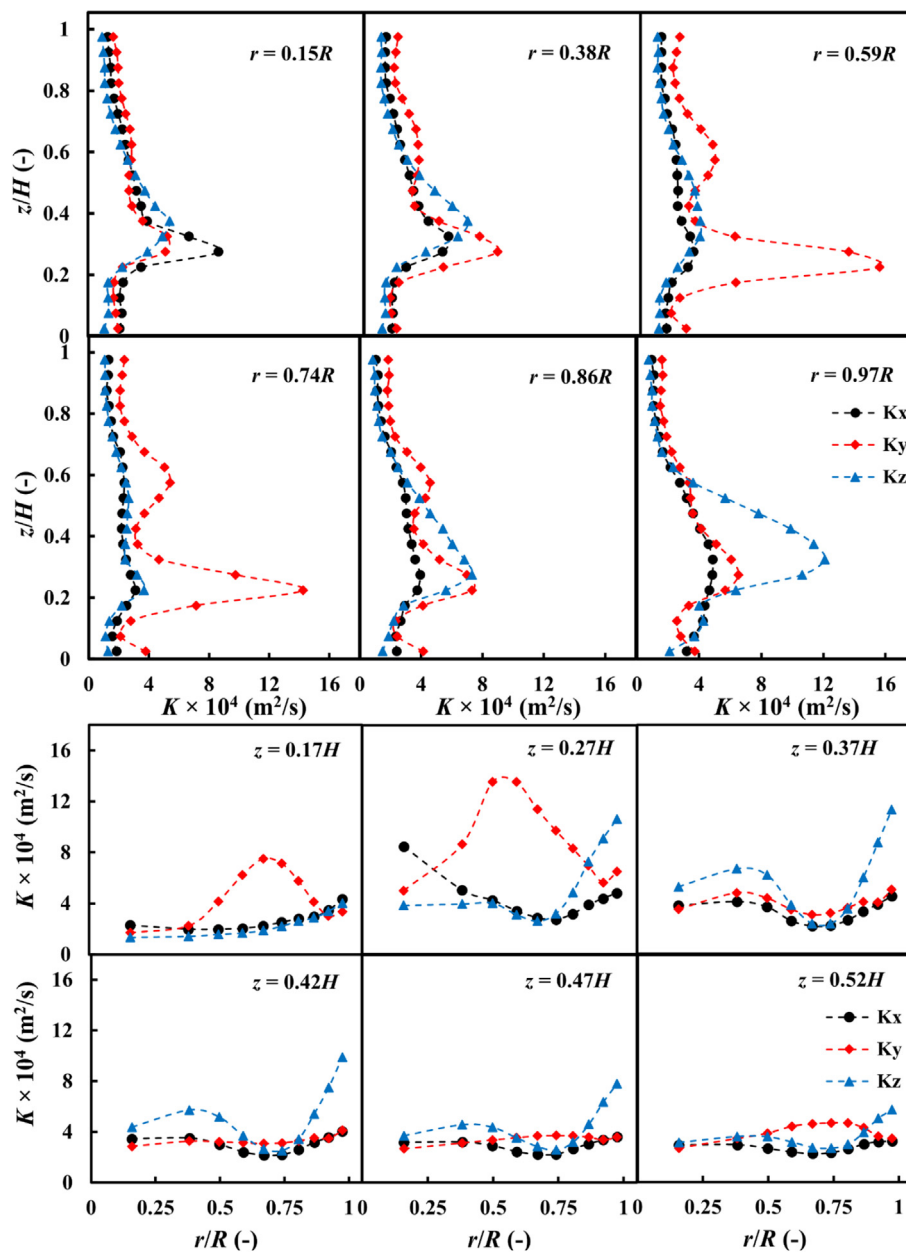 1
0.8
0.6
0.4
0.2
0
z/H (-)
r = 0.15R
r = 0.38R
r = 0.59R
1
0.8
0.6
0.4
0.2
0
z/H (-)
r = 0.74R
r = 0.86R
r = 0.97R
Kx
Ky
Kz
0 4 8 12 16
0 4 8 12 16
0 4 8 12 16
K × 10⁴ (m²/s)
K × 10⁴ (m²/s)
K × 10⁴ (m²/s)
16
12
8
4
0
K × 10⁴ (m²/s)
z = 0.17H
z = 0.27H
z = 0.37H
16
12
8
4
0
K × 10⁴ (m²/s)
z = 0.42H
z = 0.47H
z = 0.52H
Kx
Ky
Kz
0.25 0.5 0.75 1
0 0.25 0.5 0.75 1
0 0.25 0.5 0.75 1
r/R (-)
r/R (-)
r/R (-)